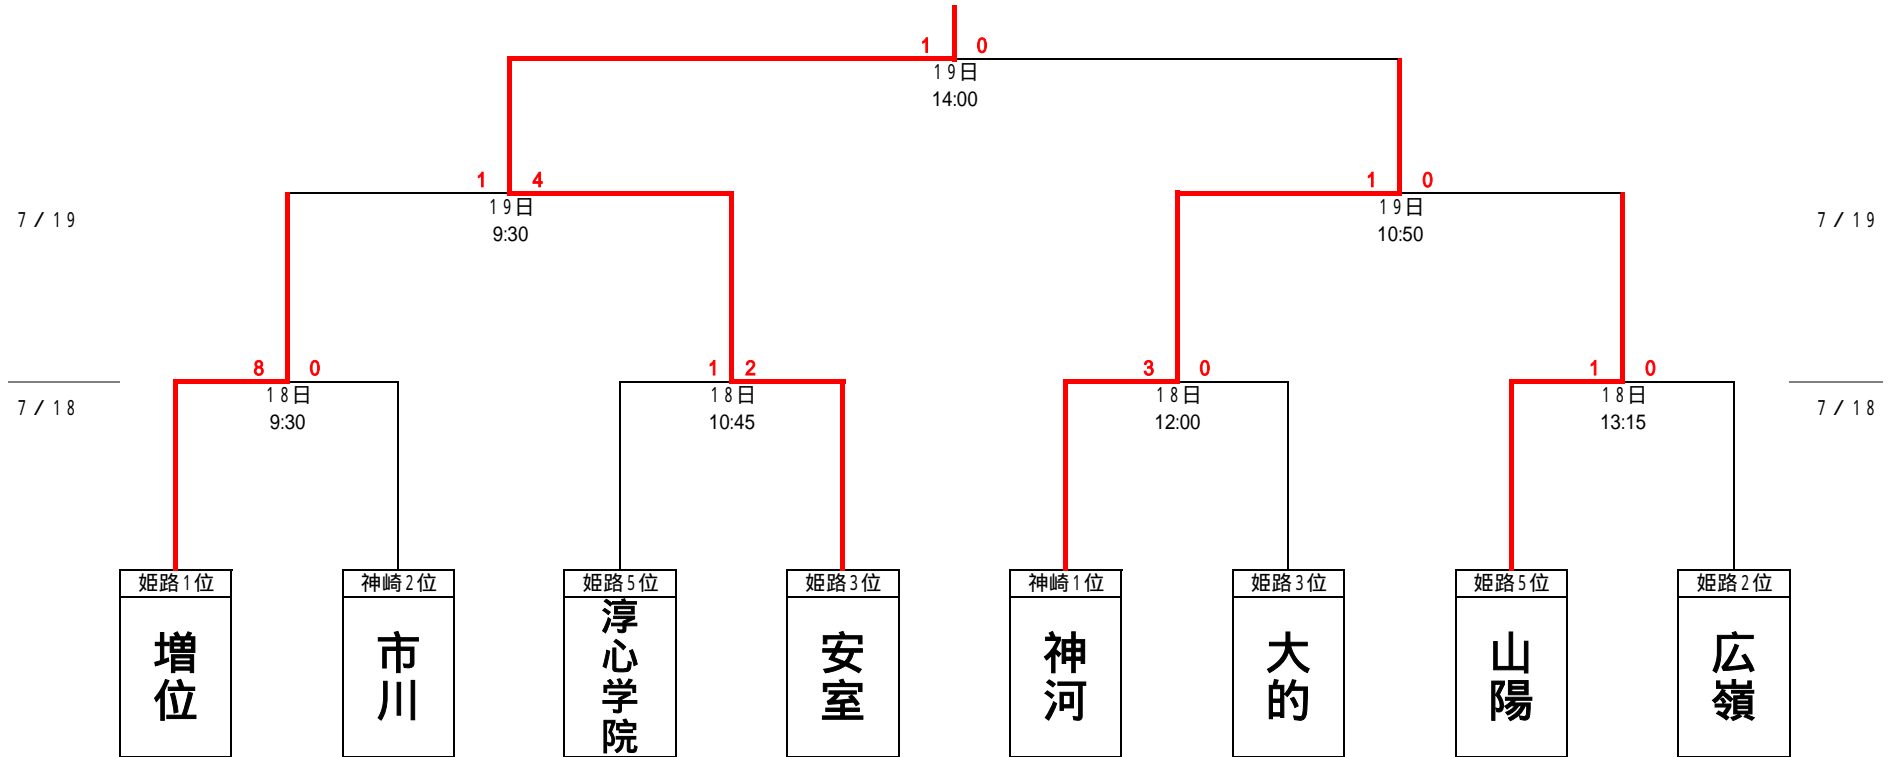 1 0
19日
14:00
1 4
19日
9:30
1 0
19日
10:50
7/19
7/19
8 0
18日
9:30
1 2
18日
10:45
3 0
18日
12:00
1 0
18日
13:15
7/18
7/18
姫路1位
神崎2位
姫路5位
姫路3位
神崎1位
姫路3位
姫路5位
姫路2位
増位
市川
淳心学院
安室
神河
大的
山陽
広嶺